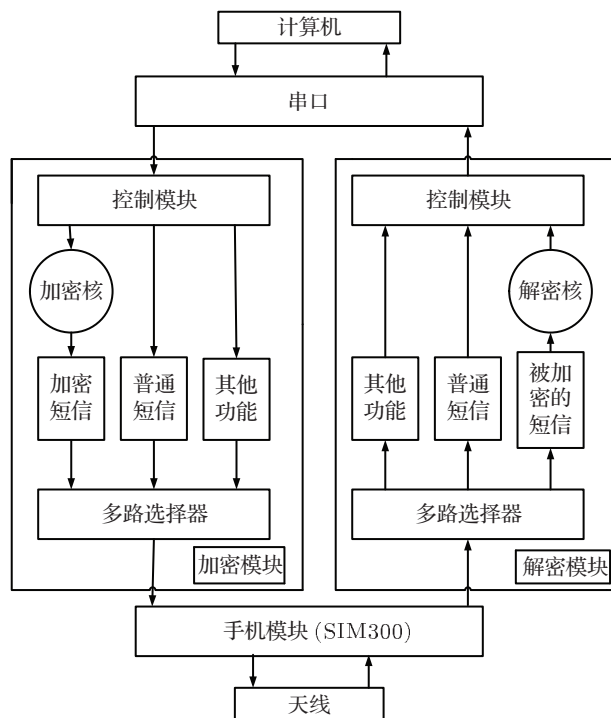 计算机
串口
控制模块
加密核
加密
短信
普通
短信
其他
功能
多路选择器
加密模块
控制模块
解密核
其他
功能
普通
短信
被加
密的
短信
多路选择器
解密模块
手机模块(SIM300)
天线